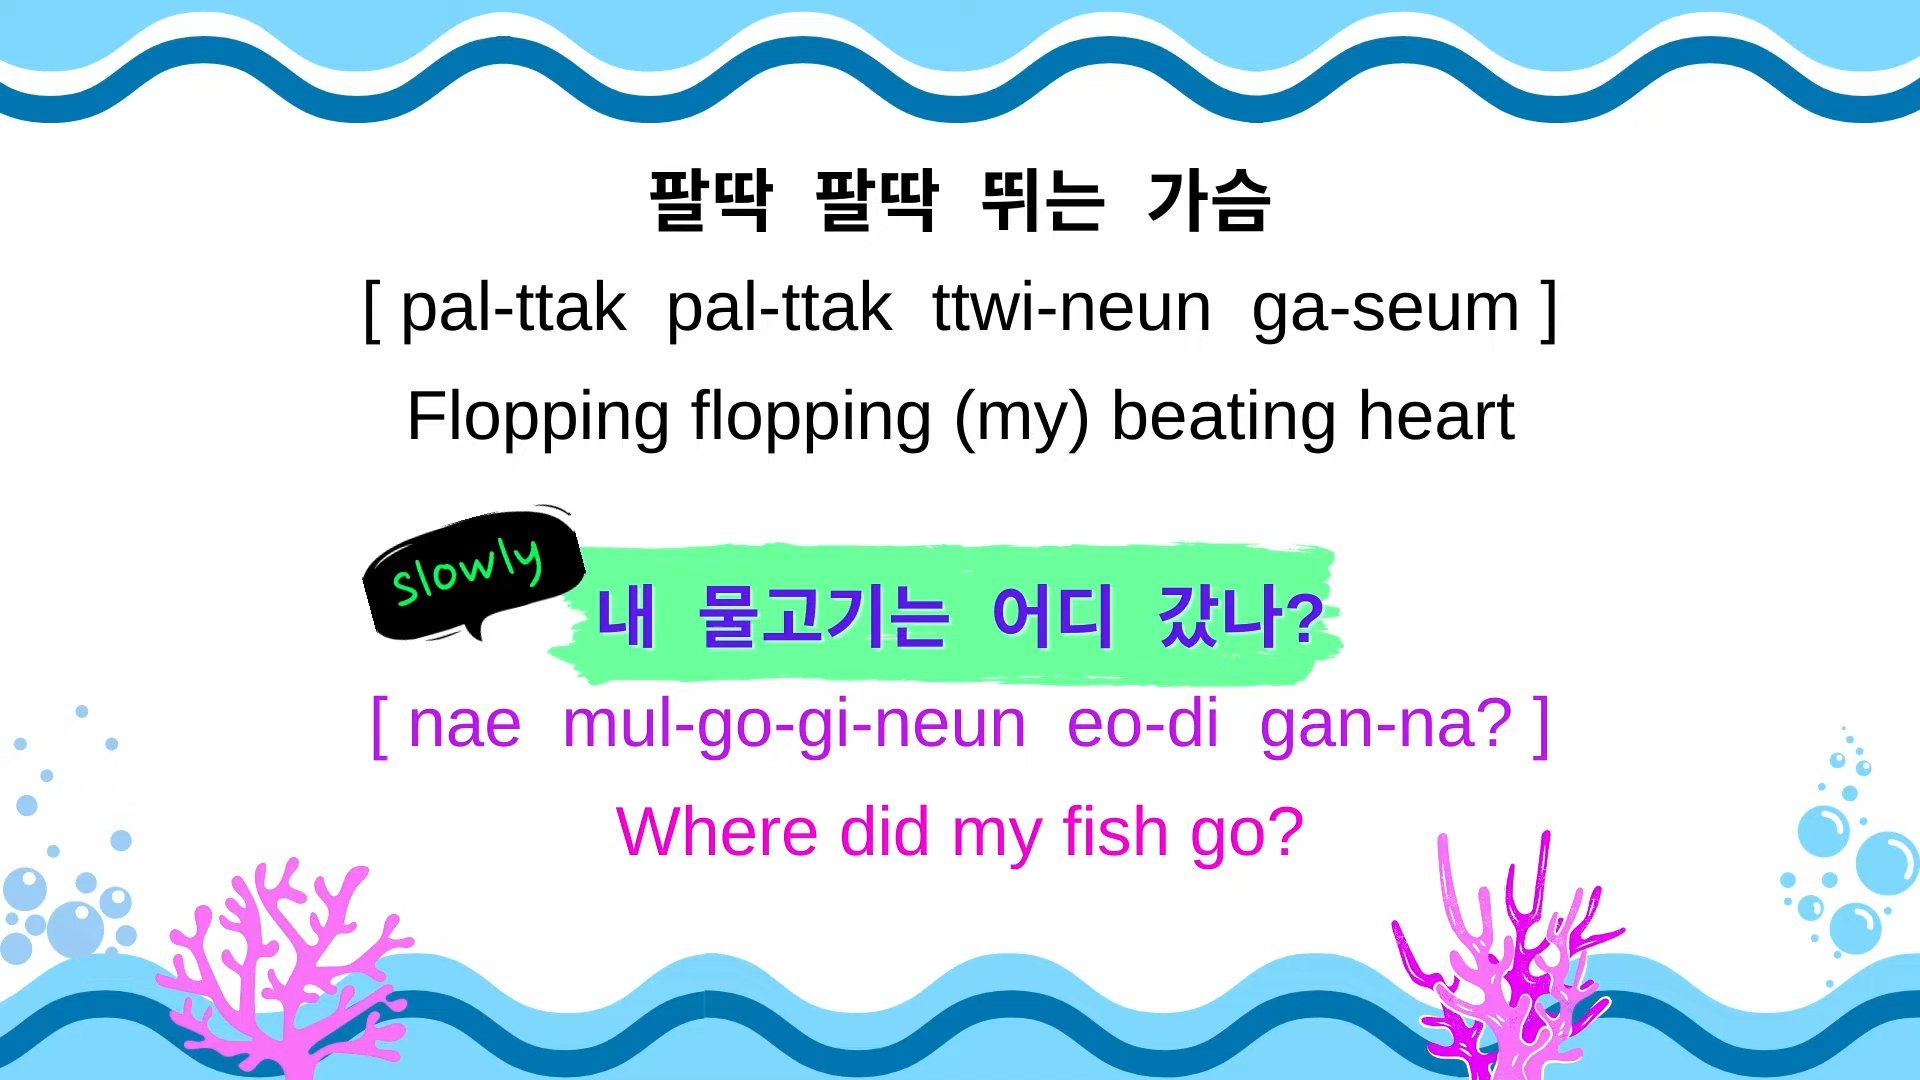 팔딱 팔딱 뛰는 가슴
[ pal-ttak pal-ttak ttwi-neun ga-seum ]
Flopping flopping (my) beating heart
slowly
내 물고기는 어디 갔나?
[ nae mul-go-gi-neun eo-di gan-na? ]
Where did my fish go?